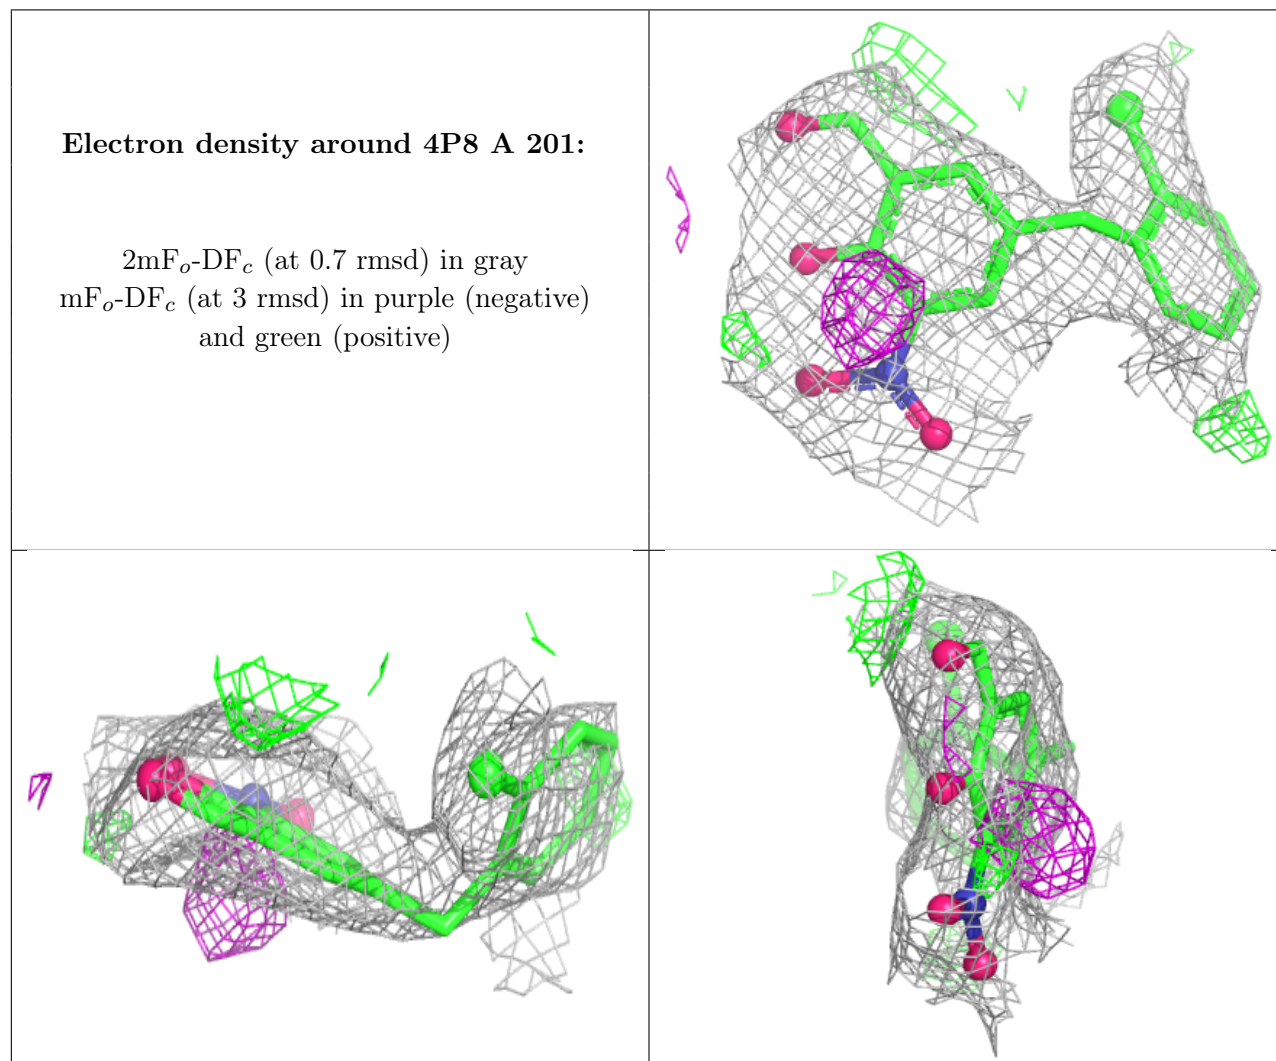 Electron density around 4P8 A 201:
2mFo-DFc (at 0.7 rmsd) in gray
mFo-DFc (at 3 rmsd) in purple (negative)
and green (positive)